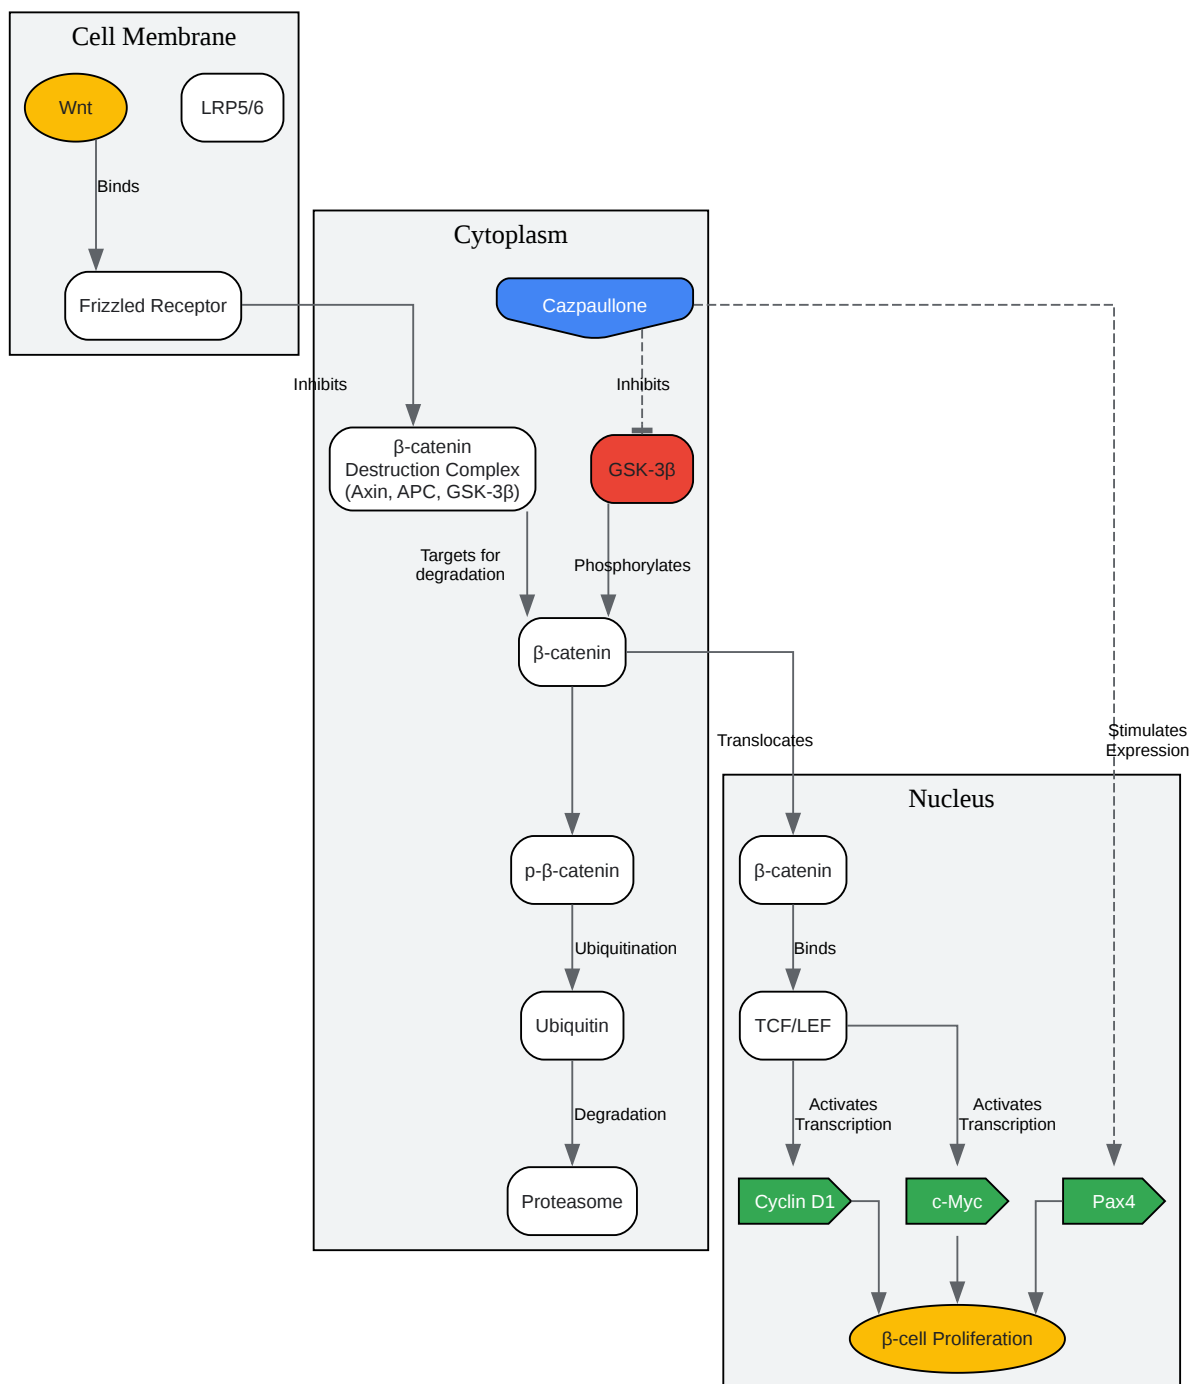 Cell Membrane
Wnt
LRP5/6
Binds
Frizzled Receptor
Inhibits
Cytoplasm
Cazpaullone
Inhibits
β-catenin
Destruction Complex
(Axin, APC, GSK-3β)
GSK-3β
Targets for
degradation
Phosphorylates
β-catenin
Translocates
Stimulates
Expression
p-β-catenin
Ubiquitination
Ubiquitin
Degradation
Proteasome
Nucleus
β-catenin
Binds
TCF/LEF
Activates
Transcription
Activates
Transcription
Cyclin D1
c-Myc
Pax4
β-cell Proliferation